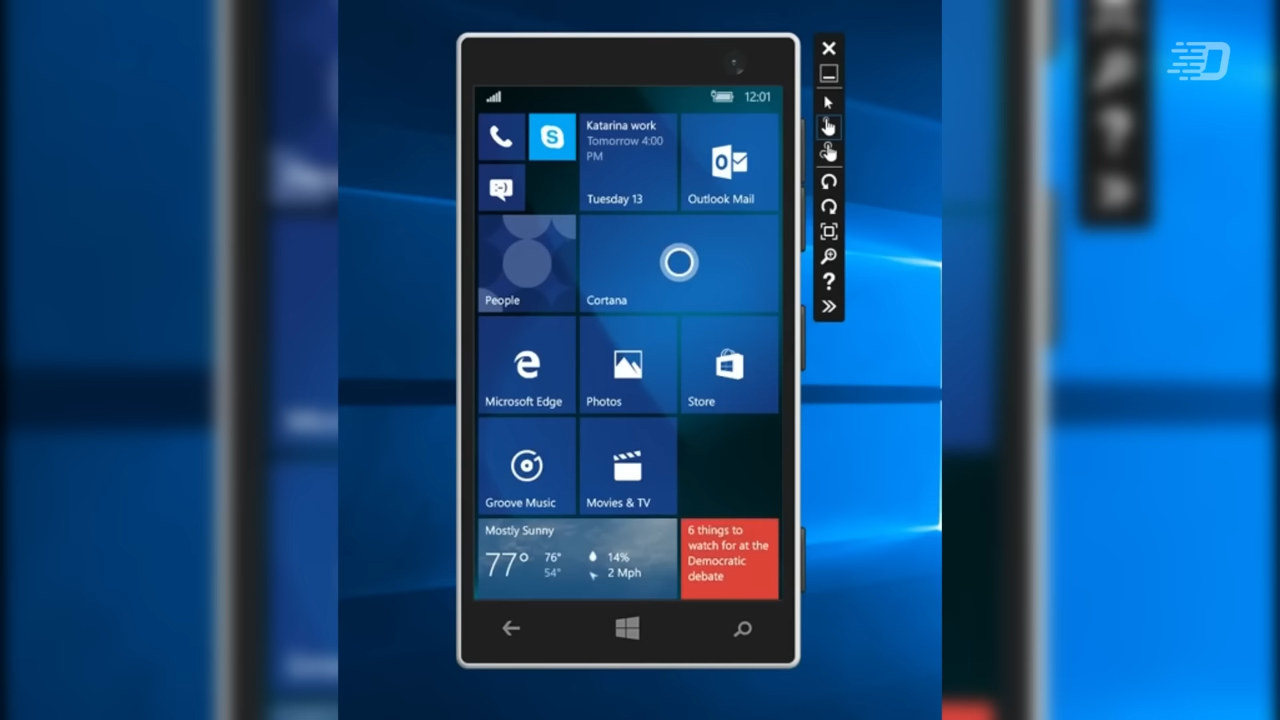 12:01
Katarina work
Tomorrow 4:00
PM
Tuesday 13
Outlook Mail
People
Cortana
Microsoft Edge
Photos
Store
Groove Music
Movies & TV
Mostly Sunny
77°
76°
54°
14%
2 Mph
6 things to
watch for at the
Democratic
debate